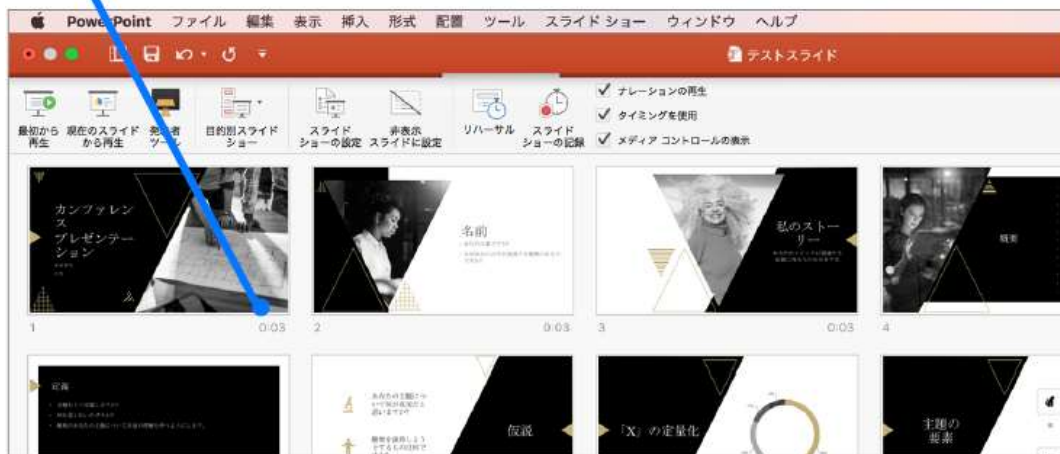 PowerPoint ファイル 編集 表示 挿入 形式 配置 ツール スライド ショー ウィンドウ ヘルプ
テストスライド
最初から
再生
現在のスライド
から再生
発表者
ツール
目的別スライド
ショー
スライド
ショーの設定
非表示
スライドに設定
リハーサル
スライド
ショーの記録
ナレーションの再生
タイミングを使用
メディア コントロールの表示
カンファレン
ス
プレゼンテー
ション
名前
私のストー
リー
概要
1 0:03 2 0:03 3 0:03 4
定義
仮説
「X」の定量化
主題の
要素